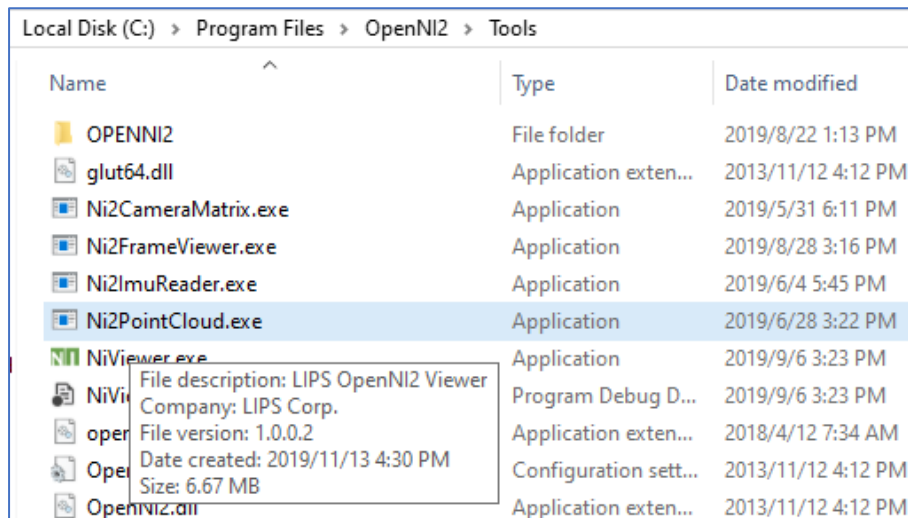 Local Disk (C:) > Program Files > OpenNI2 > Tools
Name Type Date modified
OPENNI2 File folder 2019/8/22 1:13 PM
glut64.dll Application exten... 2013/11/12 4:12 PM
Ni2CameraMatrix.exe Application 2019/5/31 6:11 PM
Ni2FrameViewer.exe Application 2019/8/28 3:16 PM
Ni2ImuReader.exe Application 2019/6/4 5:45 PM
Ni2PointCloud.exe Application 2019/6/28 3:22 PM
NI NiViewer.exe Application 2019/9/6 3:23 PM
NiVi Program Debug D... 2019/9/6 3:23 PM
oper Application exten... 2018/4/12 7:34 AM
Oper Configuration sett... 2013/11/12 4:12 PM
OpenNI2.dll Application exten... 2013/11/12 4:12 PM
File description: LIPS OpenNI2 Viewer
Company: LIPS Corp.
File version: 1.0.0.2
Date created: 2019/11/13 4:30 PM
Size: 6.67 MB